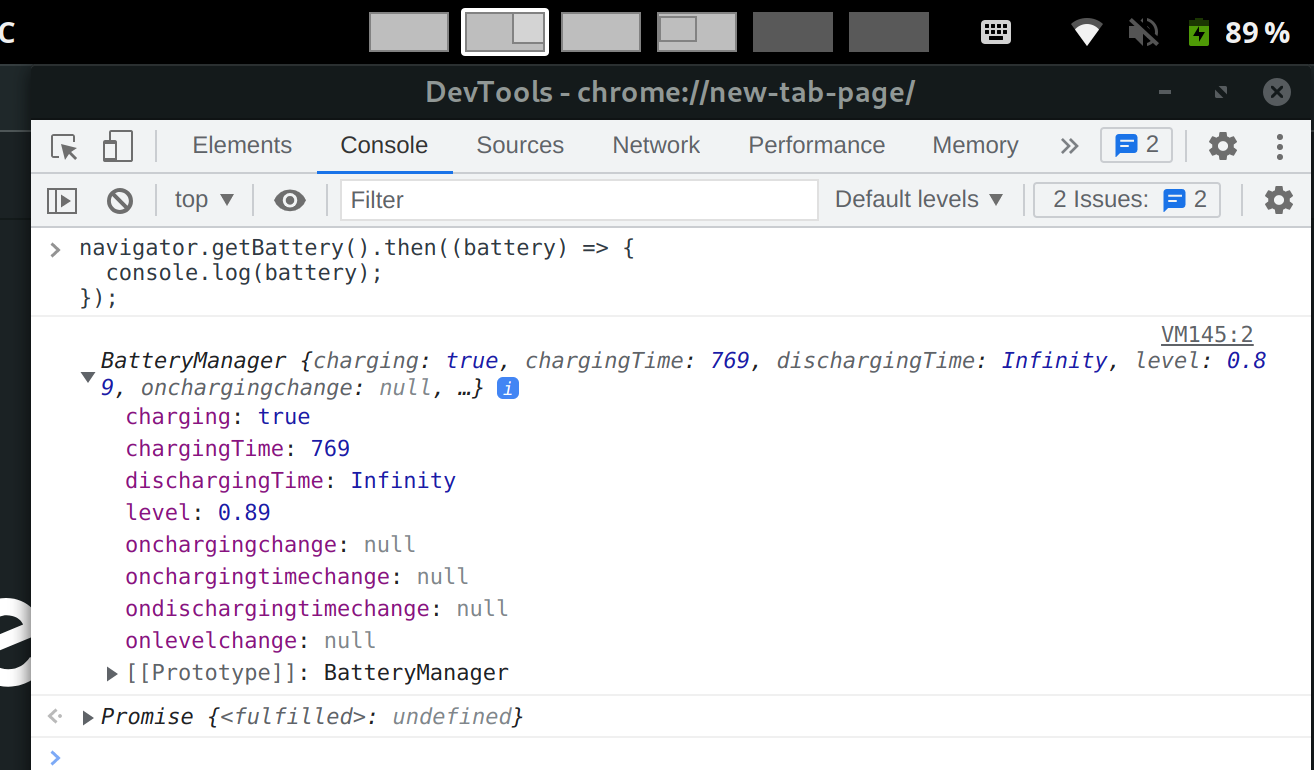 C
89 %
DevTools - chrome://new-tab-page/
Elements Console Sources Network Performance Memory 2
top Filter Default levels 2 Issues: 2
navigator.getBattery().then((battery) => {
  console.log(battery);
});
VM145:2
BatteryManager {charging: true, chargingTime: 769, dischargingTime: Infinity, level: 0.8
9, onchargingchange: null, …} i
charging: true
chargingTime: 769
dischargingTime: Infinity
level: 0.89
onchargingchange: null
onchargingtimechange: null
ondischargingtimechange: null
onlevelchange: null
[[Prototype]]: BatteryManager
e
Promise {<fulfilled>: undefined}